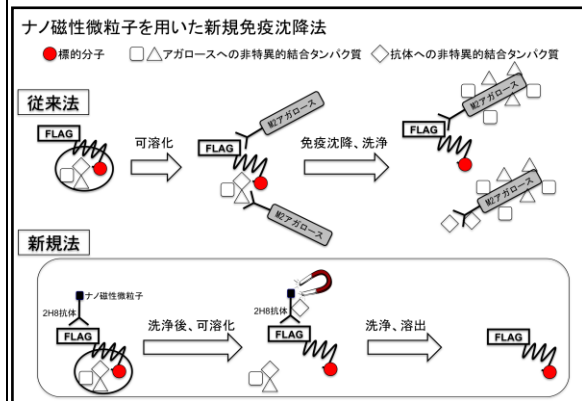 ナノ磁性微粒子を用いた新規免疫沈降法
標的分子 アガロースへの非特異的結合タンパク質 抗体への非特異的結合タンパク質
従来法
FLAG
可溶化
M2アガロース
FLAG
M2アガロース
免疫沈降、洗浄
M2アガロース
FLAG
M2アガロース
新規法
ナノ磁性微粒子
2H8抗体
FLAG
洗浄後、可溶化
2H8抗体
FLAG
洗浄、溶出
FLAG